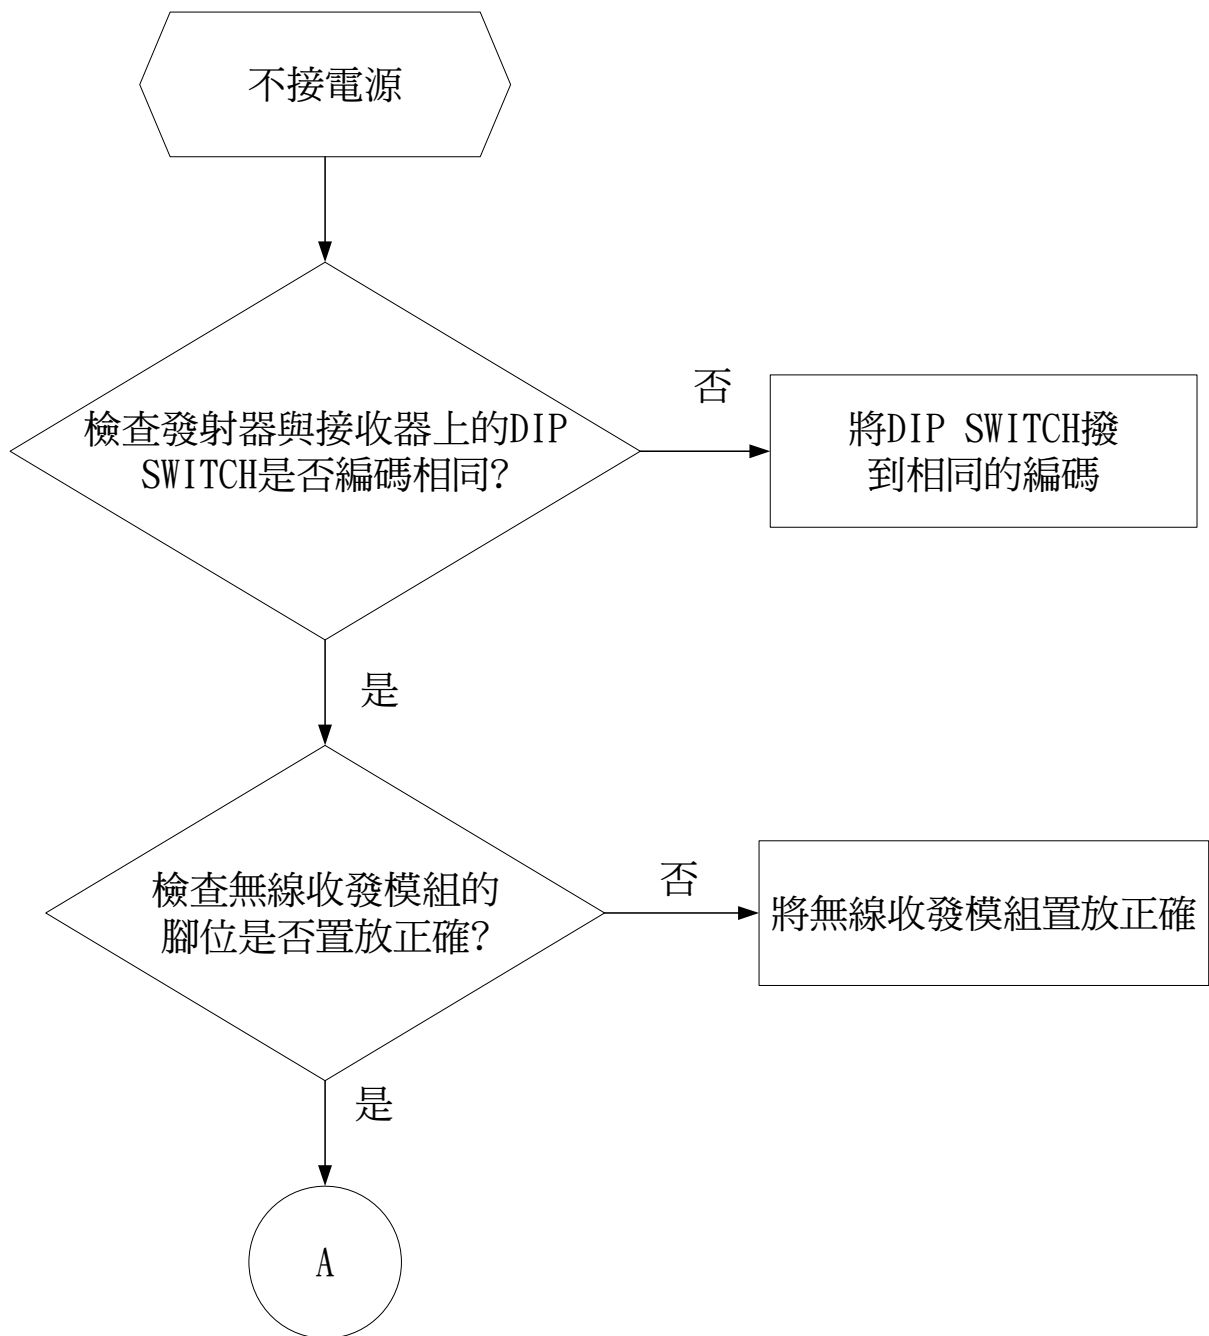 不接電源
檢查發射器與接收器上的DIP
SWITCH是否編碼相同?
否
將DIP SWITCH撥
到相同的編碼
是
檢查無線收發模組的
腳位是否置放正確?
否
將無線收發模組置放正確
是
A